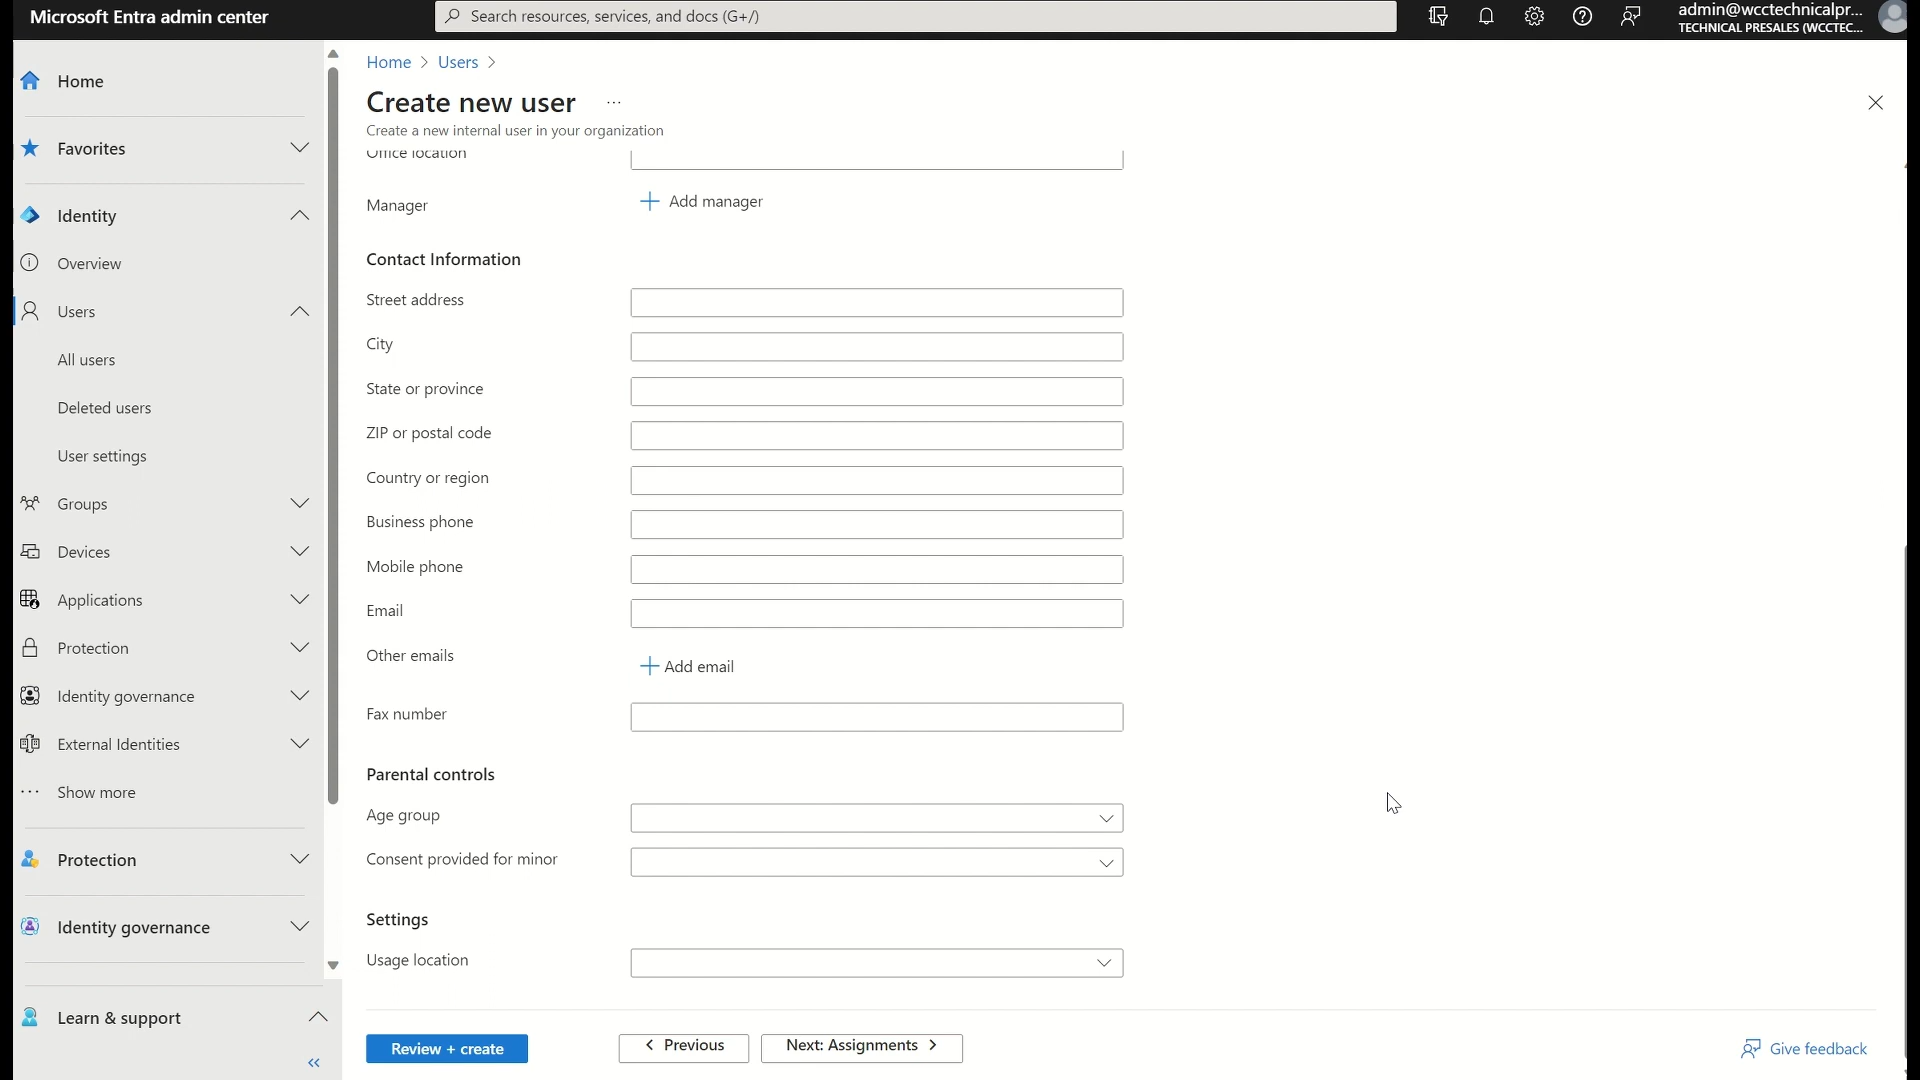 Microsoft Entra admin center
Search resources, services, and docs (G+/)
admin@wcctechnicalpr...
TECHNICAL PRESALES (WCCTEC...
Home
Favorites
Identity
Overview
Users
All users
Deleted users
User settings
Groups
Devices
Applications
Protection
Identity governance
External Identities
Show more
Protection
Identity governance
Learn & support
Home > Users >
Create new user ...
Create a new internal user in your organization
Office location
Manager
Add manager
Contact Information
Street address
City
State or province
ZIP or postal code
Country or region
Business phone
Mobile phone
Email
Other emails
Add email
Fax number
Parental controls
Age group
Consent provided for minor
Settings
Usage location
Review + create
< Previous
Next: Assignments >
Give feedback